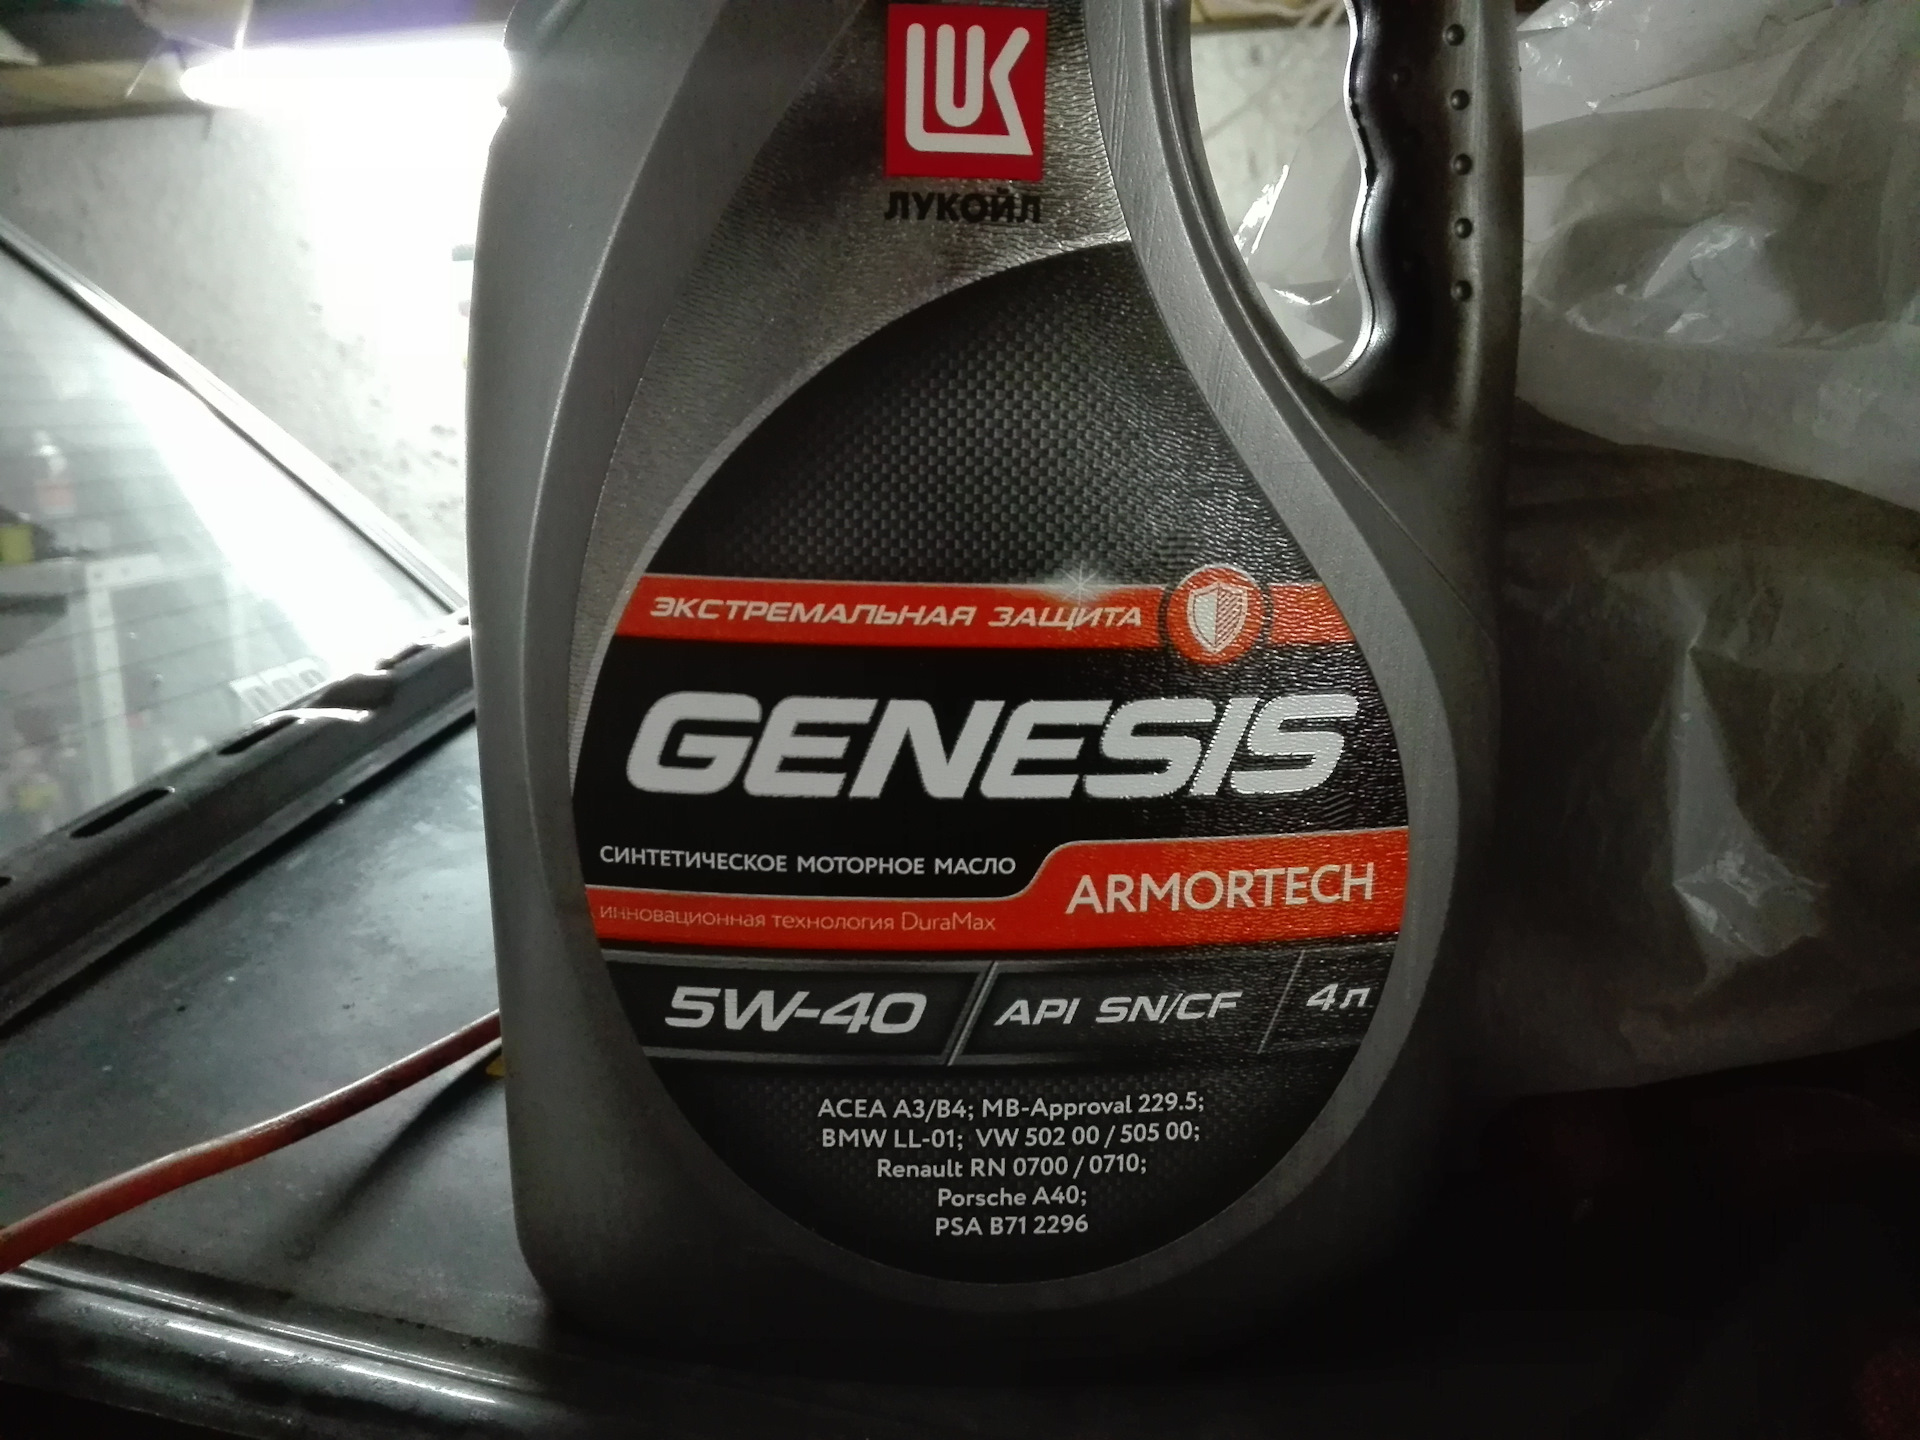 LUK
ЛУКОЙЛ
ЭКСТРЕМАЛЬНАЯ ЗАЩИТА
GENESIS
СИНТЕТИЧЕСКОЕ МОТОРНОЕ МАСЛО
ARMORTECH
инновационная технология DuraMax
5W-40 API SN/CF 4л
ACEA A3/B4; MB-Approval 229.5;
BMW LL-01; VW 502 00 / 505 00;
Renault RN 0700 / 0710;
Porsche A40;
PSA B71 2296